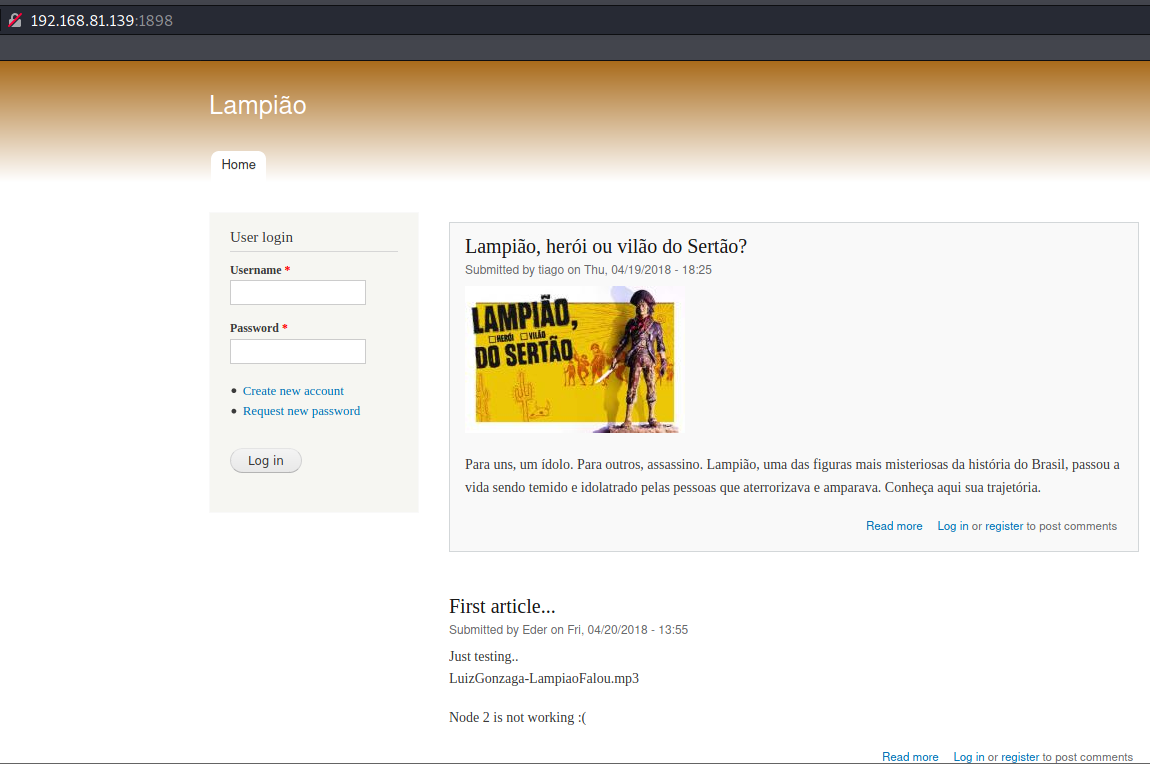 192.168.81.139:1898
Lampião
Home
User login
Username *
Password *
Create new account
Request new password
Log in
Lampião, herói ou vilão do Sertão?
Submitted by tiago on Thu, 04/19/2018 - 18:25
LAMPIÃO,
HERÓI VILÃO
DO SERTÃO
Para uns, um ídolo. Para outros, assassino. Lampião, uma das figuras mais misteriosas da história do Brasil, passou a
vida sendo temido e idolatrado pelas pessoas que aterrorizava e amparava. Conheça aqui sua trajetória.
Read more Log in or register to post comments
First article...
Submitted by Eder on Fri, 04/20/2018 - 13:55
Just testing..
LuizGonzaga-LampiaoFalou.mp3
Node 2 is not working :(
Read more Log in or register to post comments